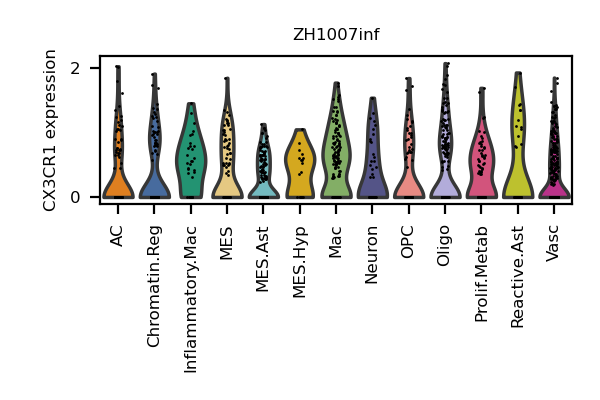 ZH1007inf
CX3CR1 expression
2
0
AC
Chromatin.Reg
Inflammatory.Mac
MES
MES.Ast
MES.Hyp
Mac
Neuron
OPC
Oligo
Prolif.Metab
Reactive.Ast
Vasc